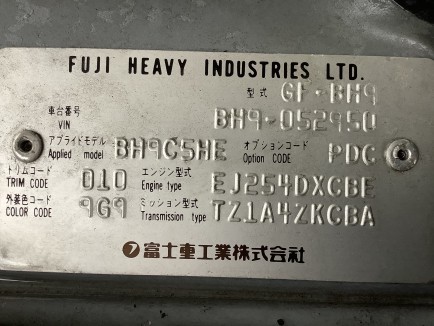 FUJI HEAVY INDUSTRIES LTD.
型式 GF-BH9
車台番号 VIN BH9-052950
アプライドモデル Applied model BH9C5HE オプションコード Option code PDC
トリムコード TRIM CODE 010 エンジン型式 Engine type EJ254DXCBE
外装色コード COLOR CODE 9G9 ミッション型式 Transmission type TZ1A4ZKCBA
富士重工業株式会社